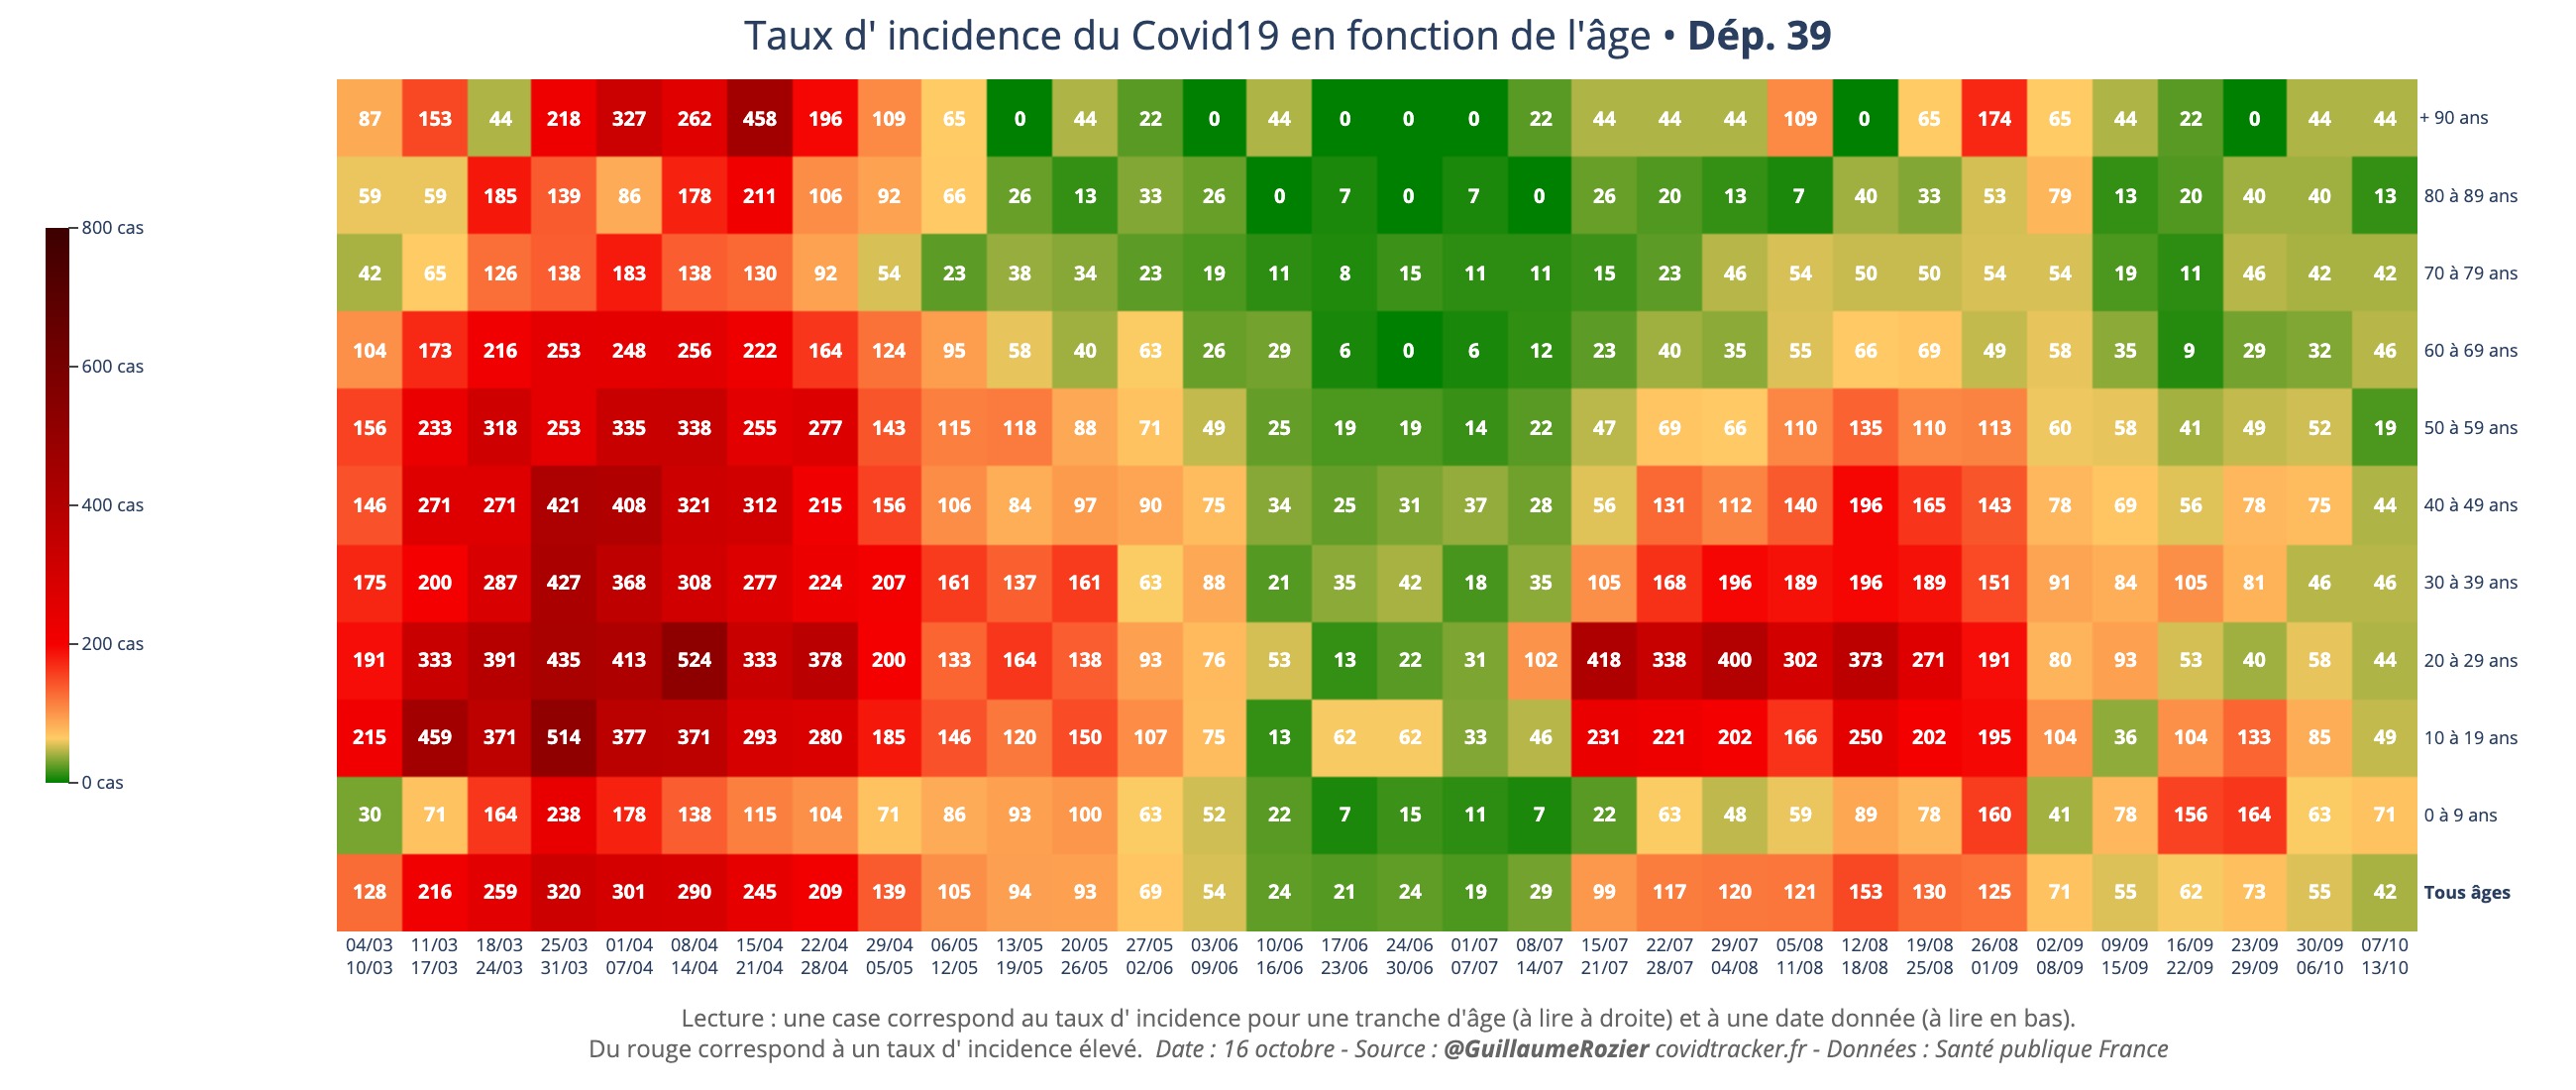 Taux d' incidence du Covid19 en fonction de l'âge • Dép. 39
87 153 44 218 327 262 458 196 109 65 0 44 22 0 44 0 0 0 22 44 44 44 109 0 65 174 65 44 22 0 44 44 + 90 ans
59 59 185 139 86 178 211 106 92 66 26 13 33 26 0 7 0 7 0 26 20 13 7 40 33 53 79 13 20 40 40 13 80 à 89 ans
800 cas
42 65 126 138 183 138 130 92 54 23 38 34 23 19 11 8 15 11 11 15 23 46 54 50 50 54 54 19 11 46 42 42 70 à 79 ans
104 173 216 253 248 256 222 164 124 95 58 40 63 26 29 6 0 6 12 23 40 35 55 66 69 49 58 35 9 29 32 46 60 à 69 ans
600 cas
156 233 318 253 335 338 255 277 143 115 118 88 71 49 25 19 19 14 22 47 69 66 110 135 110 113 60 58 41 49 52 19 50 à 59 ans
400 cas
146 271 271 421 408 321 312 215 156 106 84 97 90 75 34 25 31 37 28 56 131 112 140 196 165 143 78 69 56 78 75 44 40 à 49 ans
175 200 287 427 368 308 277 224 207 161 137 161 63 88 21 35 42 18 35 105 168 196 189 196 189 151 91 84 105 81 46 46 30 à 39 ans
200 cas
191 333 391 435 413 524 333 378 200 133 164 138 93 76 53 13 22 31 102 418 338 400 302 373 271 191 80 93 53 40 58 44 20 à 29 ans
215 459 371 514 377 371 293 280 185 146 120 150 107 75 13 62 62 33 46 231 221 202 166 250 202 195 104 36 104 133 85 49 10 à 19 ans
0 cas
30 71 164 238 178 138 115 104 71 86 93 100 63 52 22 7 15 11 7 22 63 48 59 89 78 160 41 78 156 164 63 71 0 à 9 ans
128 216 259 320 301 290 245 209 139 105 94 93 69 54 24 21 24 19 29 99 117 120 121 153 130 125 71 55 62 73 55 42 Tous âges
04/03 11/03 18/03 25/03 01/04 08/04 15/04 22/04 29/04 06/05 13/05 20/05 27/05 03/06 10/06 17/06 24/06 01/07 08/07 15/07 22/07 29/07 05/08 12/08 19/08 26/08 02/09 09/09 16/09 23/09 30/09 07/10
10/03 17/03 24/03 31/03 07/04 14/04 21/04 28/04 05/05 12/05 19/05 26/05 02/06 09/06 16/06 23/06 30/06 07/07 14/07 21/07 28/07 04/08 11/08 18/08 25/08 01/09 08/09 15/09 22/09 29/09 06/10 13/10
Lecture : une case correspond au taux d' incidence pour une tranche d'âge (à lire à droite) et à une date donnée (à lire en bas).
Du rouge correspond à un taux d' incidence élevé. Date : 16 octobre - Source : @GuillaumeRozier covidtracker.fr - Données : Santé publique France